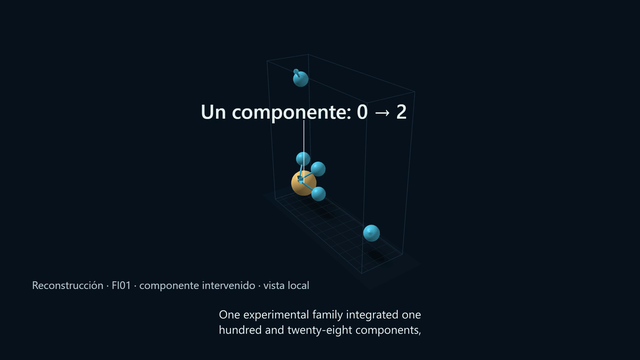 Un componente: 0 → 2
Reconstrucción · FI01 · componente intervenido · vista local
One experimental family integrated one
hundred and twenty-eight components,